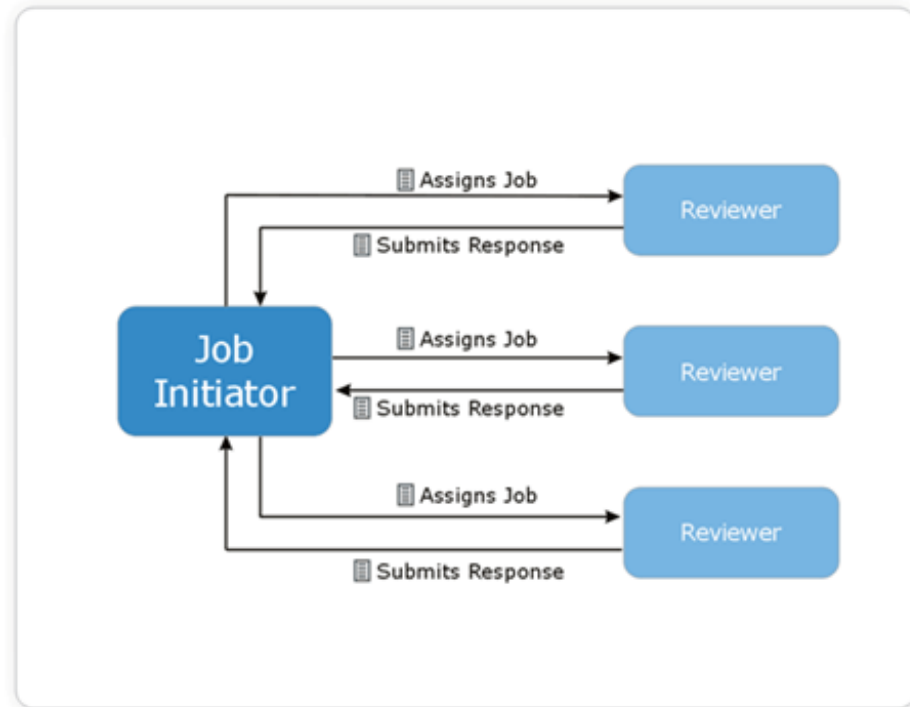 Assigns Job
Reviewer
Submits Response
Job
Initiator
Assigns Job
Reviewer
Submits Response
Assigns Job
Reviewer
Submits Response